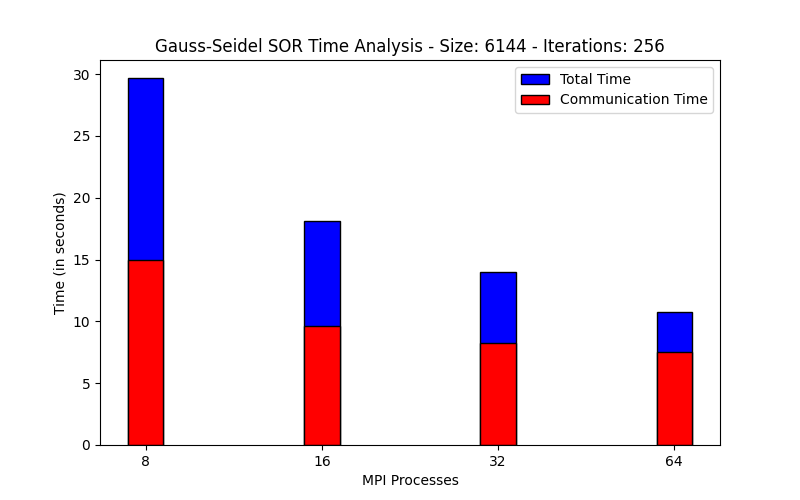 Gauss-Seidel SOR Time Analysis - Size: 6144 - Iterations: 256
Total Time
Communication Time
Time (in seconds)
30
25
20
15
10
5
0
8
16
32
64
MPI Processes